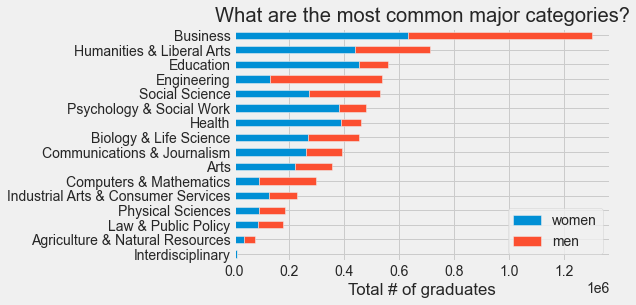 What are the most common major categories?
Business
Humanities & Liberal Arts
Education
Engineering
Social Science
Psychology & Social Work
Health
Biology & Life Science
Communications & Journalism
Arts
Computers & Mathematics
Industrial Arts & Consumer Services
Physical Sciences
Law & Public Policy
Agriculture & Natural Resources
Interdisciplinary
women
men
0.0 0.2 0.4 0.6 0.8 1.0 1.2
1e6
Total # of graduates